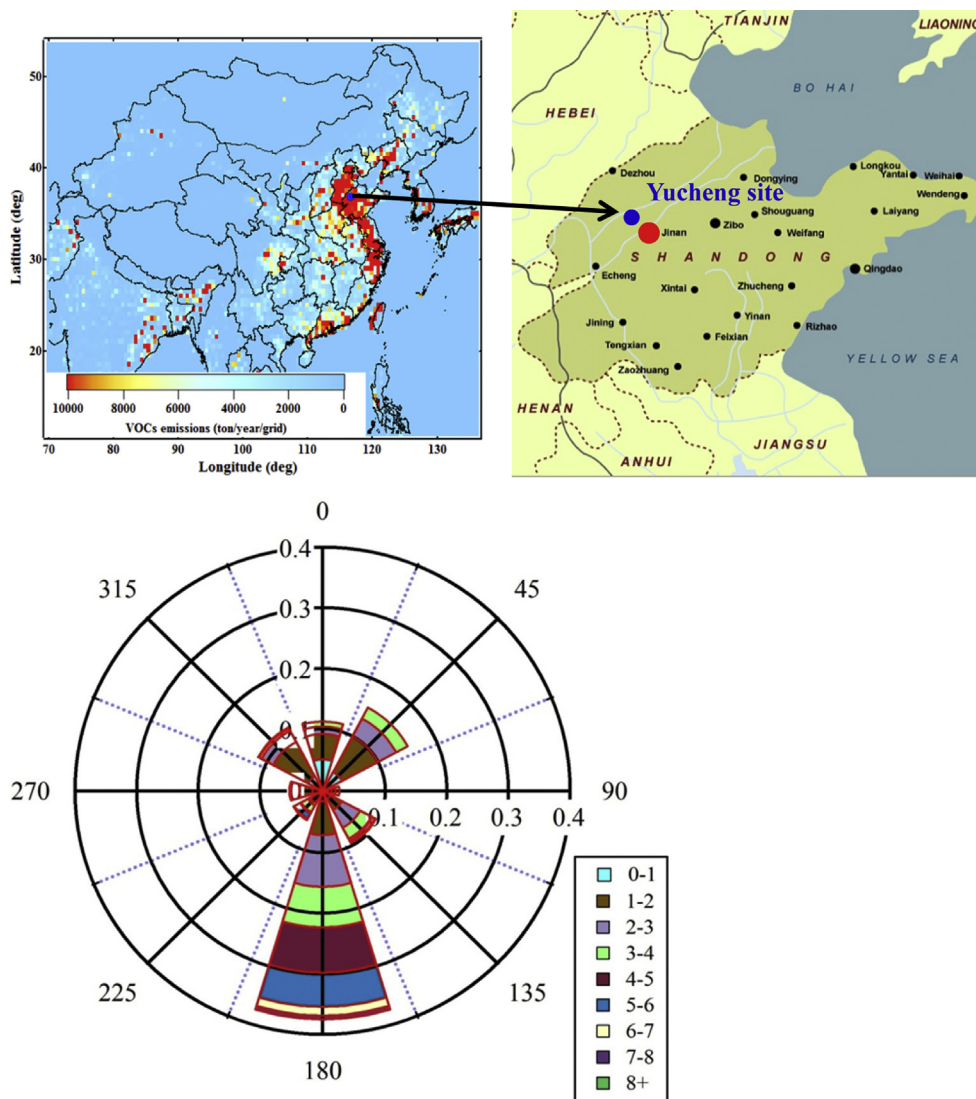 50
40
30
20
Latitude (deg)
10000 8000 6000 4000 2000 0
VOCs emissions (ton/year/grid)
70 80 90 100 110 120 130
Longitude (deg)
TIANJIN
LIAONING
BO HAI
HEBEI
Dezhou
Dongying
Longkou
Yantai
Weihai
Wendeng
Yucheng site
Shouguang
Laiyang
Jinan
Zibo
Weifang
SHANDONG
Echeng
Xintai
Zhucheng
Qingdao
Jining
Yinan
Rizhao
Tengxian
Feixian
Zaozhuang
YELLOW SEA
HENAN
JIANGSU
ANHUI
0
0.4
315
45
0.3
0.2
0.1
270
0.1 0.2 0.3 0.4
90
225
135
180
0-1
1-2
2-3
3-4
4-5
5-6
6-7
7-8
8+